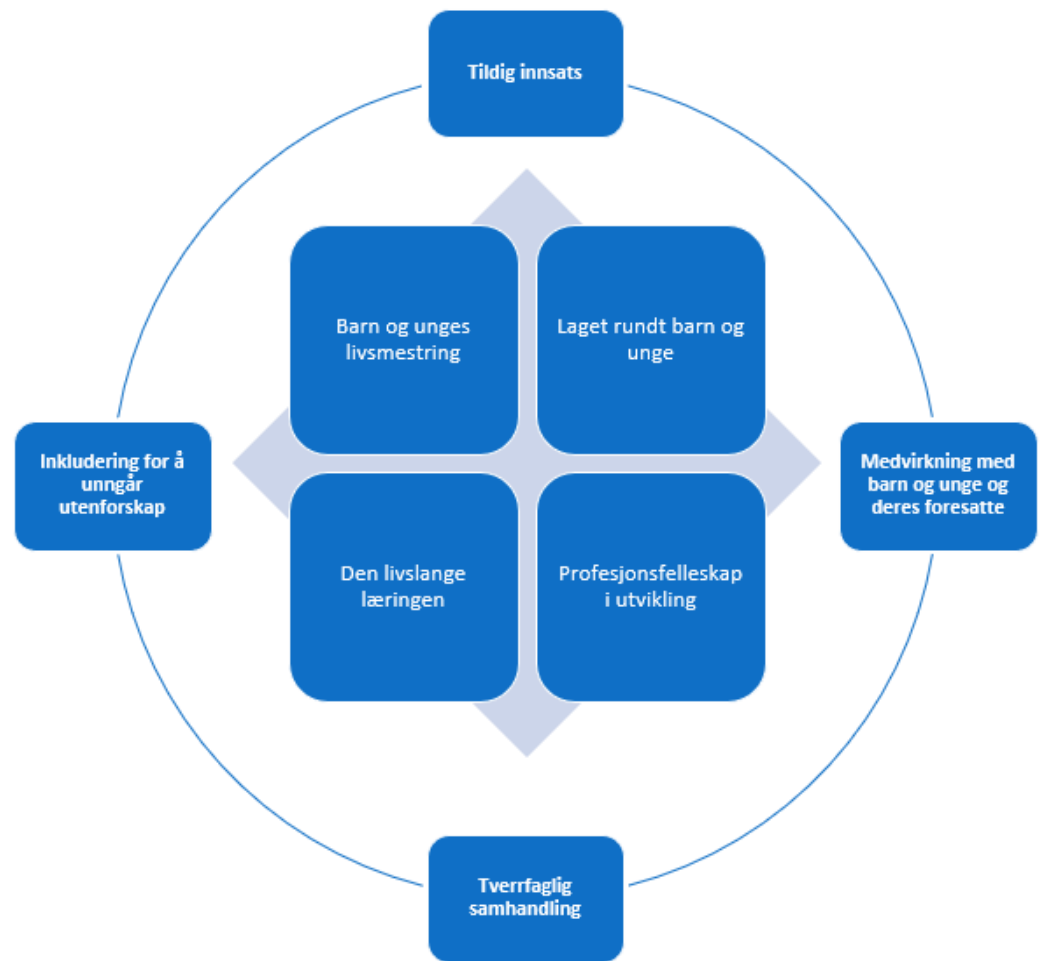 Tildig innsats
Barn og unges
livsmestring
Laget rundt barn og
unge
Inkludering for å
unngår
utenforskap
Medvirkning med
barn og unge og
deres foresatte
Den livslange
læringen
Profesjonsfelleskap
i utvikling
Tverrfaglig
samhandling